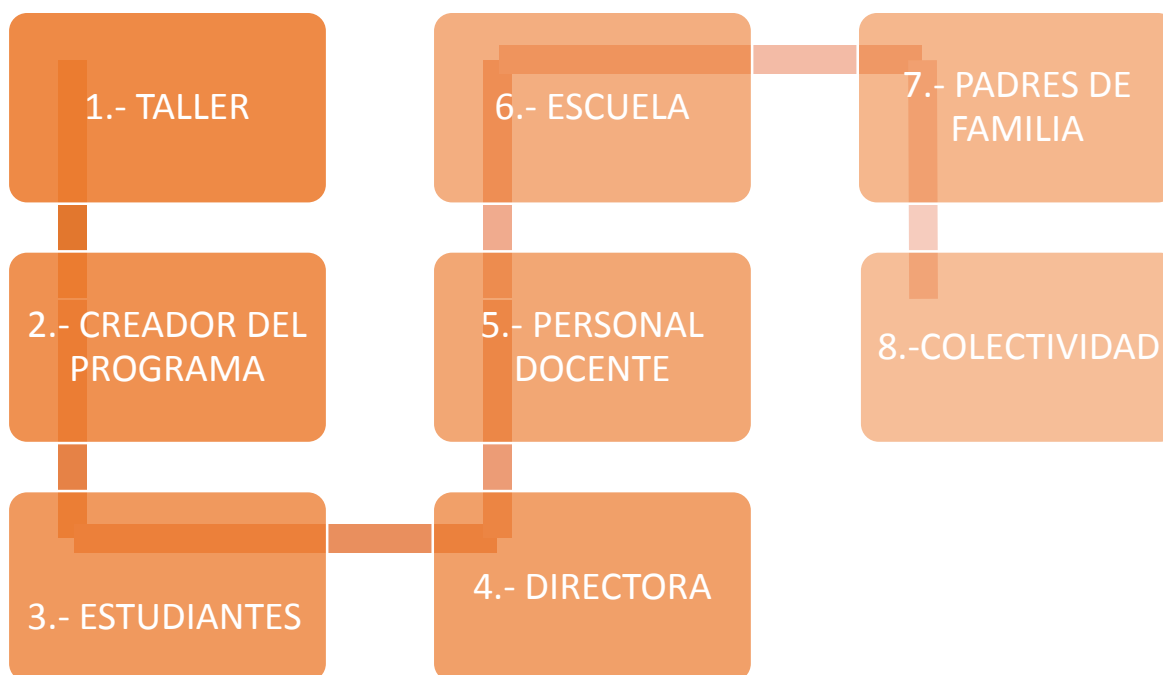 1.- TALLER
2.- CREADOR DEL
PROGRAMA
3.- ESTUDIANTES
4.- DIRECTORA
5.- PERSONAL
DOCENTE
6.- ESCUELA
7.- PADRES DE
FAMILIA
8.-COLECTIVIDAD